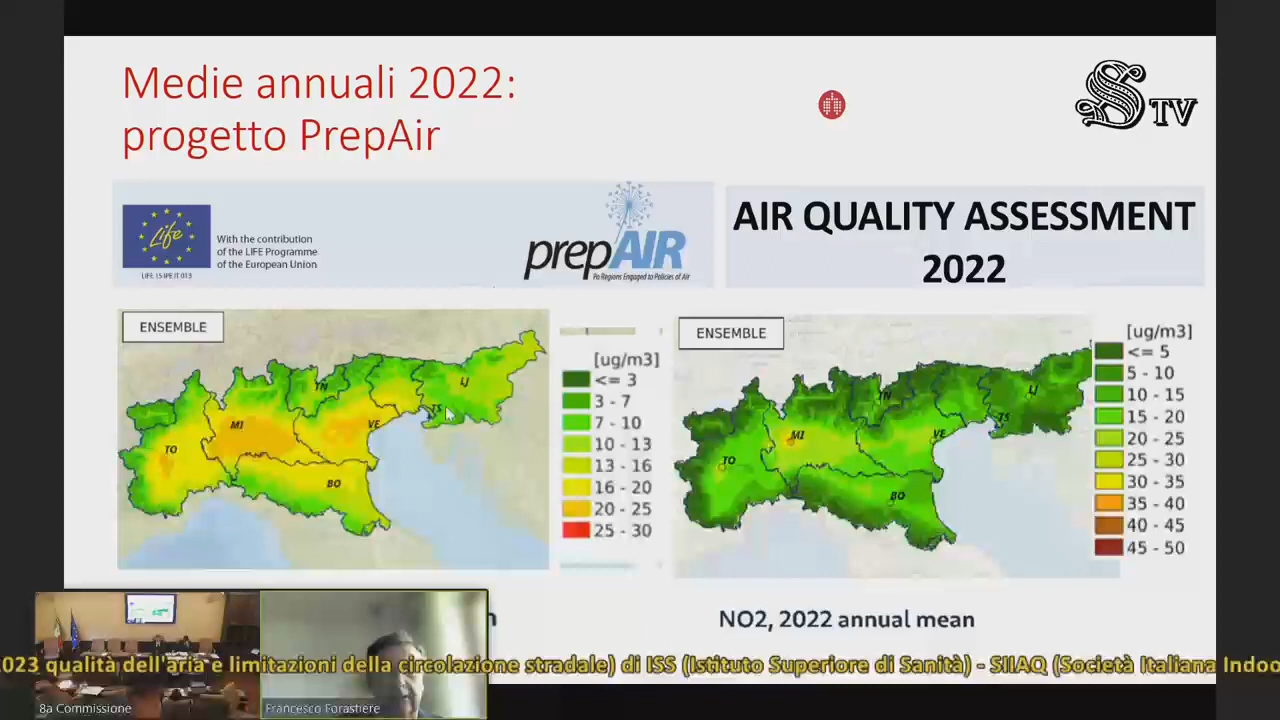 Medie annuali 2022:
progetto PrepAir
S TV
Life
LIFE 15 IPE IT 013
With the contribution
of the LIFE Programme
of the European Union
prepAIR
Po Regions Engaged to Policies of Air
AIR QUALITY ASSESSMENT
2022
ENSEMBLE
TN
LJ
TS
MI
VE
TO
BO
[ug/m3]
<= 3
3 - 7
7 - 10
10 - 13
13 - 16
16 - 20
20 - 25
25 - 30
ENSEMBLE
TN
LJ
TS
MI
VE
TO
BO
[ug/m3]
<= 5
5 - 10
10 - 15
15 - 20
20 - 25
25 - 30
30 - 35
35 - 40
40 - 45
45 - 50
NO2, 2022 annual mean
023 qualità dell'aria e limitazioni della circolazione stradale) di ISS (Istituto Superiore di Sanità) - SIIAQ (Società Italiana Indoo
8a Commissione
Francesco Forastiere